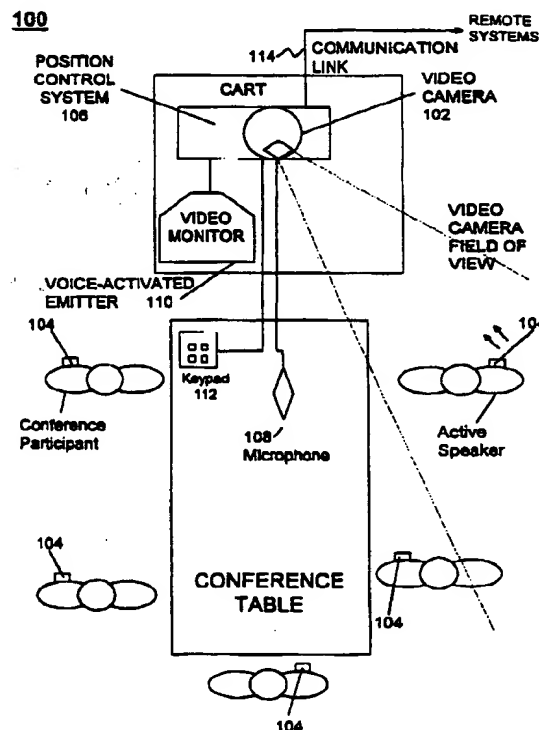 100
REMOTE
SYSTEMS
114
COMMUNICATION
LINK
POSITION
CONTROL
SYSTEM
106
CART
VIDEO
CAMERA
102
VIDEO
MONITOR
VIDEO
CAMERA
FIELD OF
VIEW
VOICE-ACTIVATED
EMITTER 110
104
104
Keypad
112
108
Microphone
Conference
Participant
Active
Speaker
104
104
CONFERENCE
TABLE
104